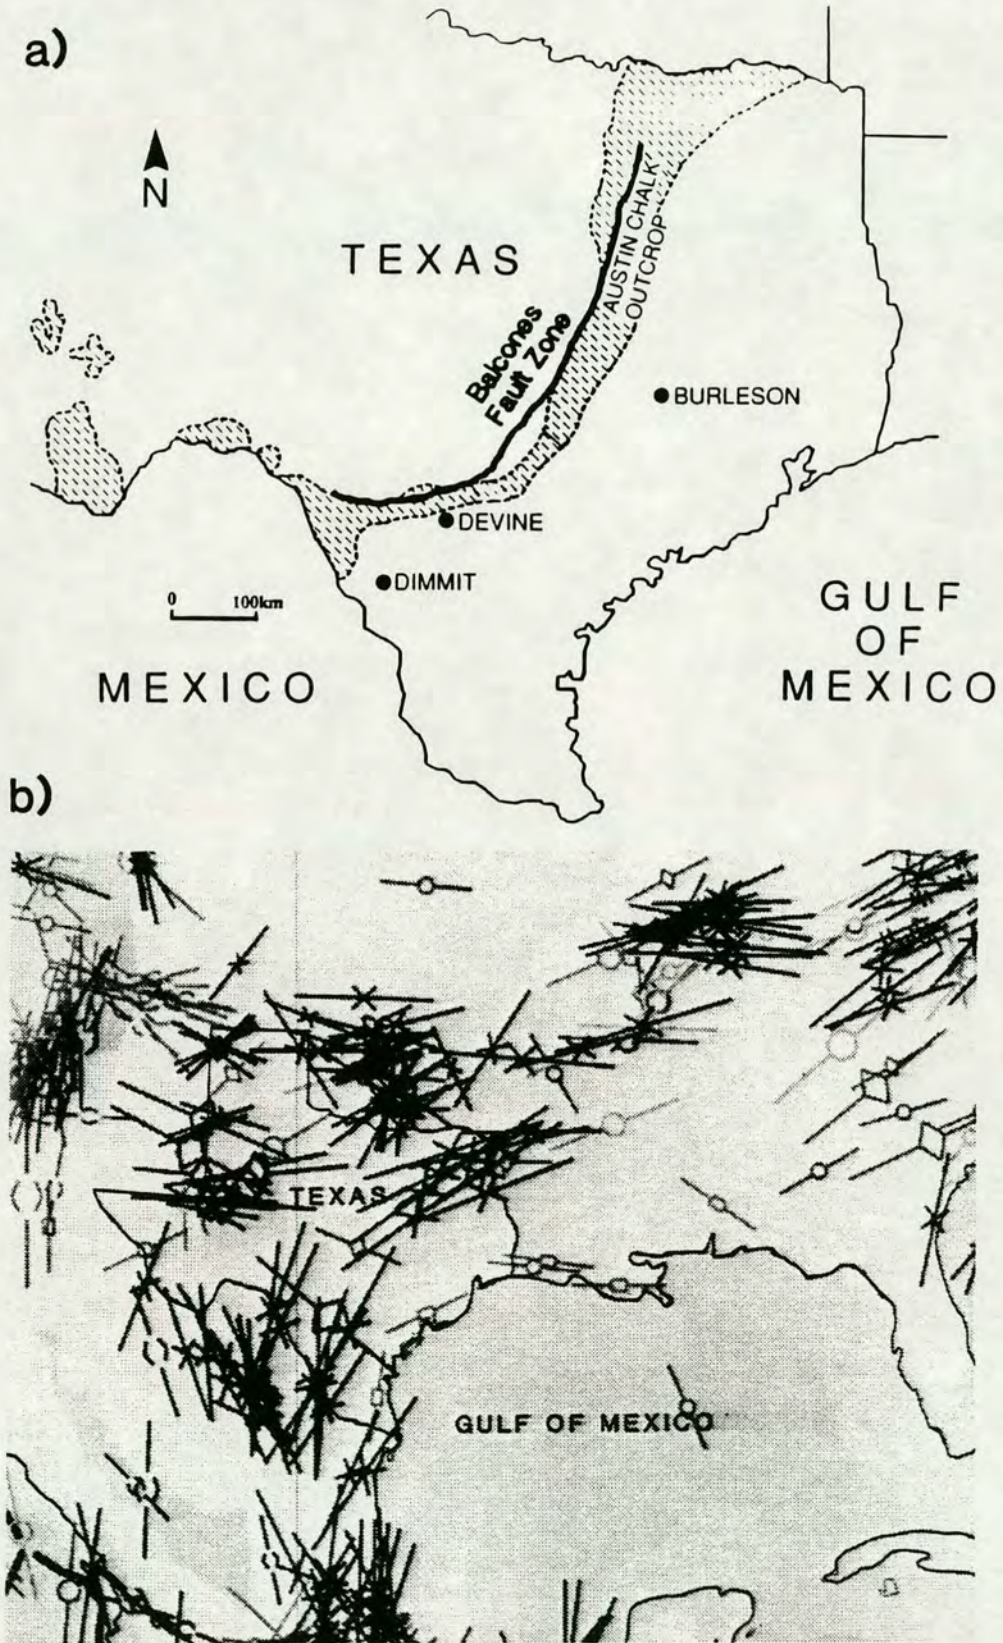 a)
N
TEXAS
AUSTIN CHALK
OUTCROP
Balcones
Fault Zone
BURLESON
DEVINE
DIMMIT
0 100km
GULF
OF
MEXICO
MEXICO
b)
TEXAS
GULF OF MEXICO